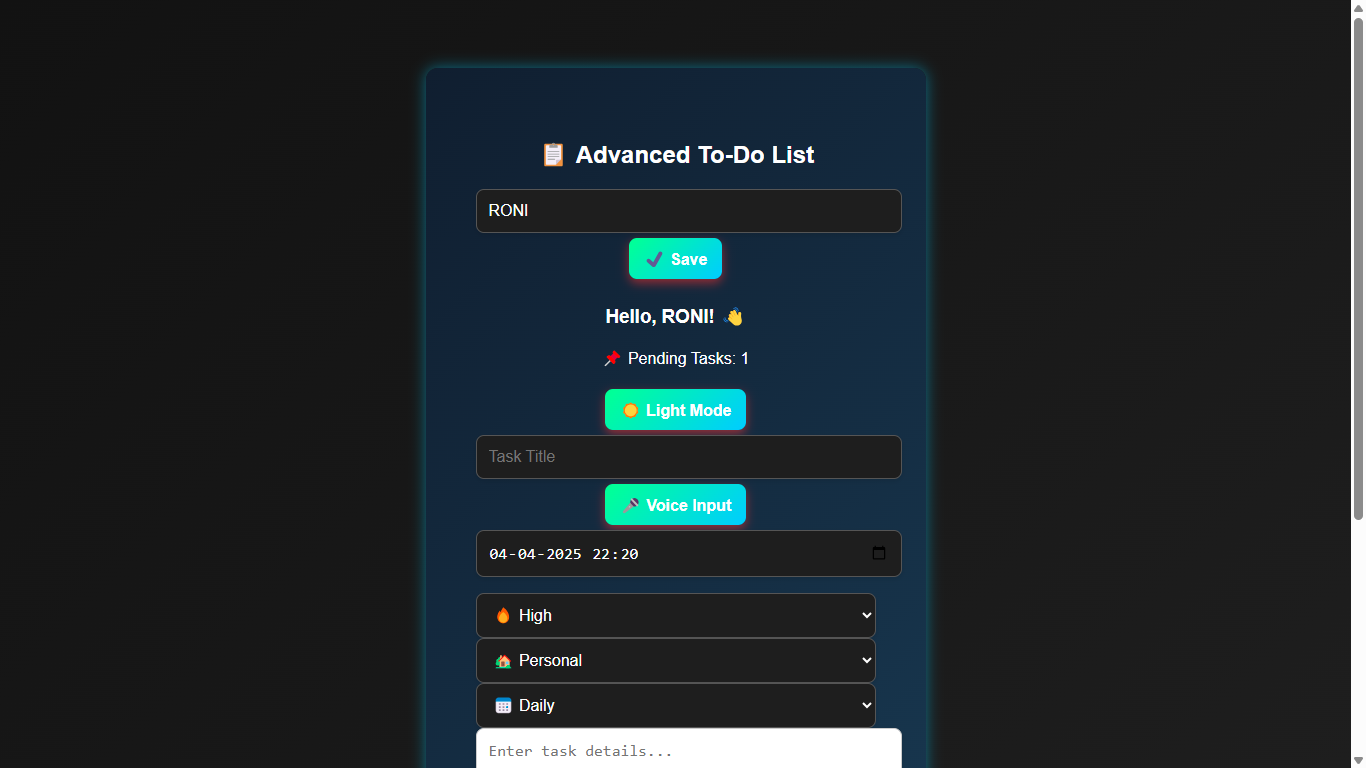 📋 Advanced To-Do List
RONI
✔ Save
Hello, RONI! 👋
📌 Pending Tasks: 1
🌞 Light Mode
Task Title
🎤 Voice Input
04-04-2025 22:20
🔥 High
🏡 Personal
📅 Daily
Enter task details...